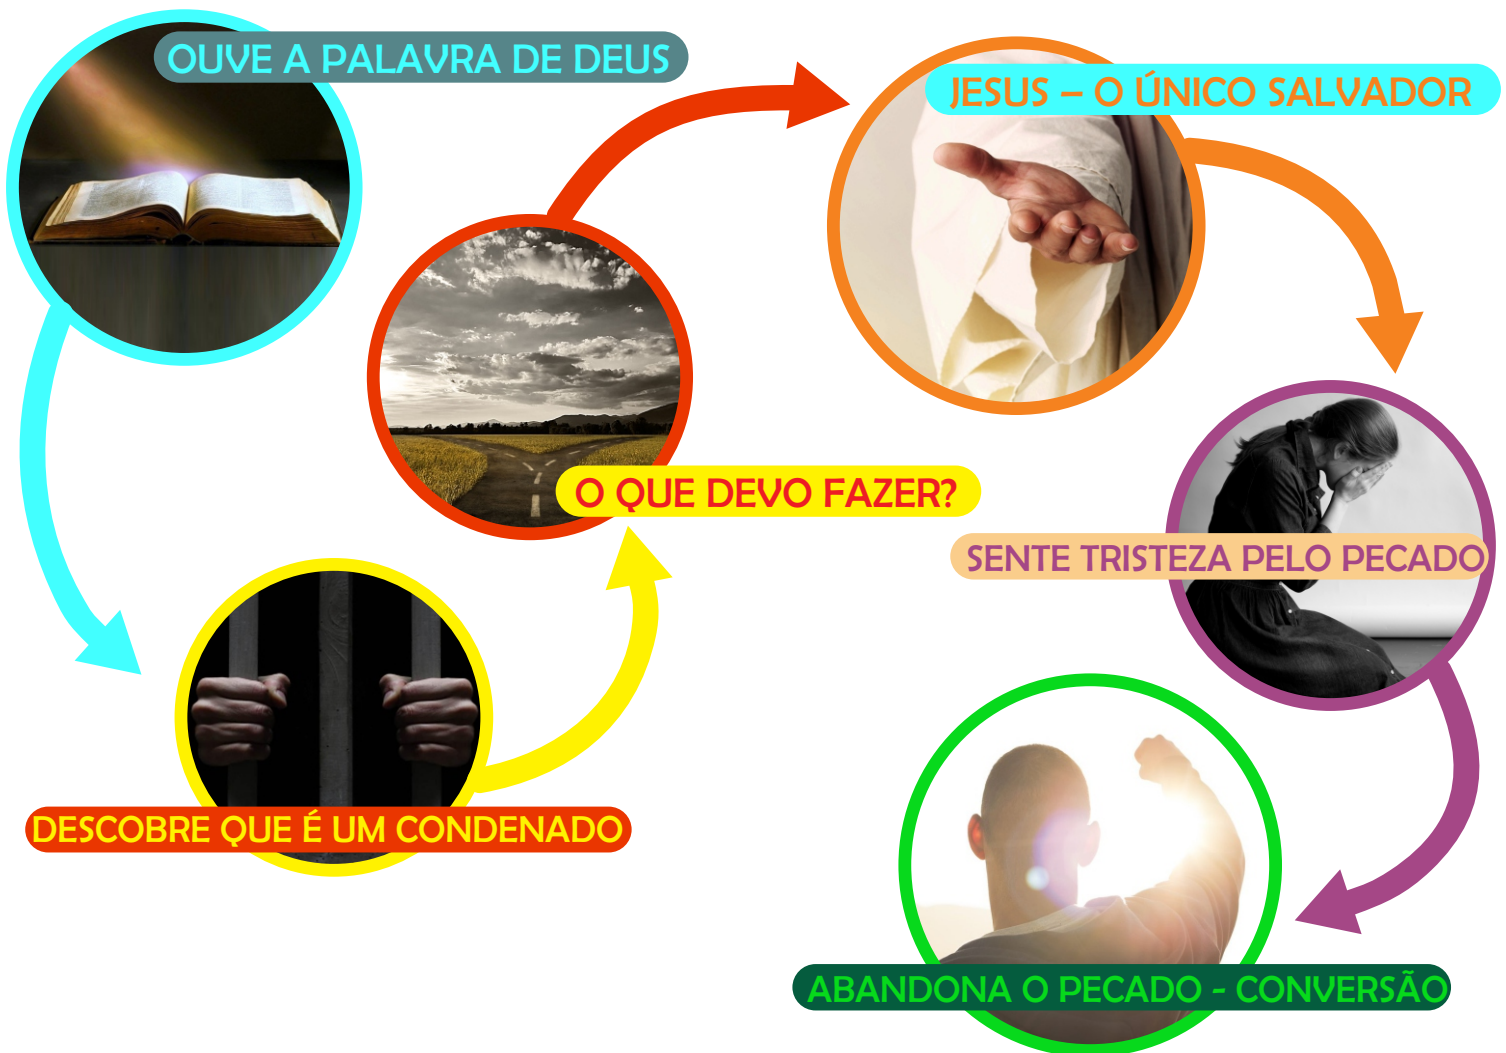 OUVE A PALAVRA DE DEUS
DESCOBRE QUE É UM CONDENADO
O QUE DEVO FAZER?
JESUS – O ÚNICO SALVADOR
SENTE TRISTEZA PELO PECADO
ABANDONA O PECADO - CONVERSÃO